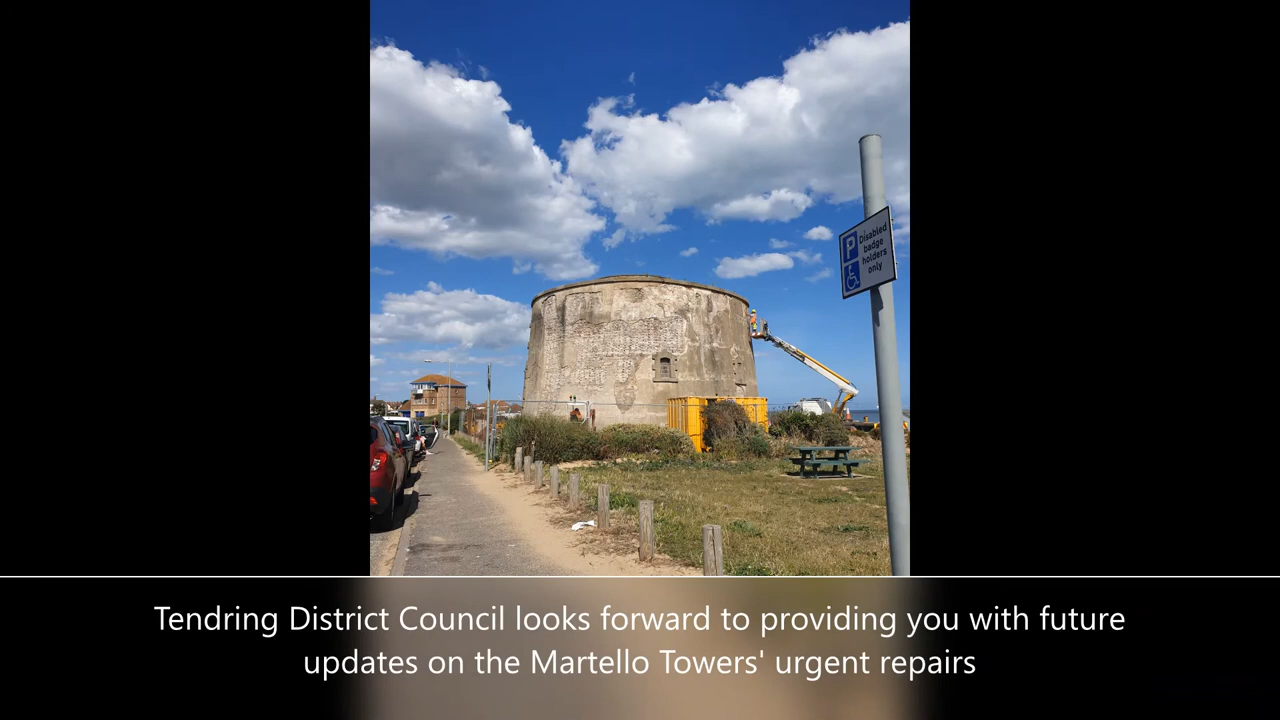 P
Disabled
badge
holders
only
Tendring District Council looks forward to providing you with future
updates on the Martello Towers' urgent repairs